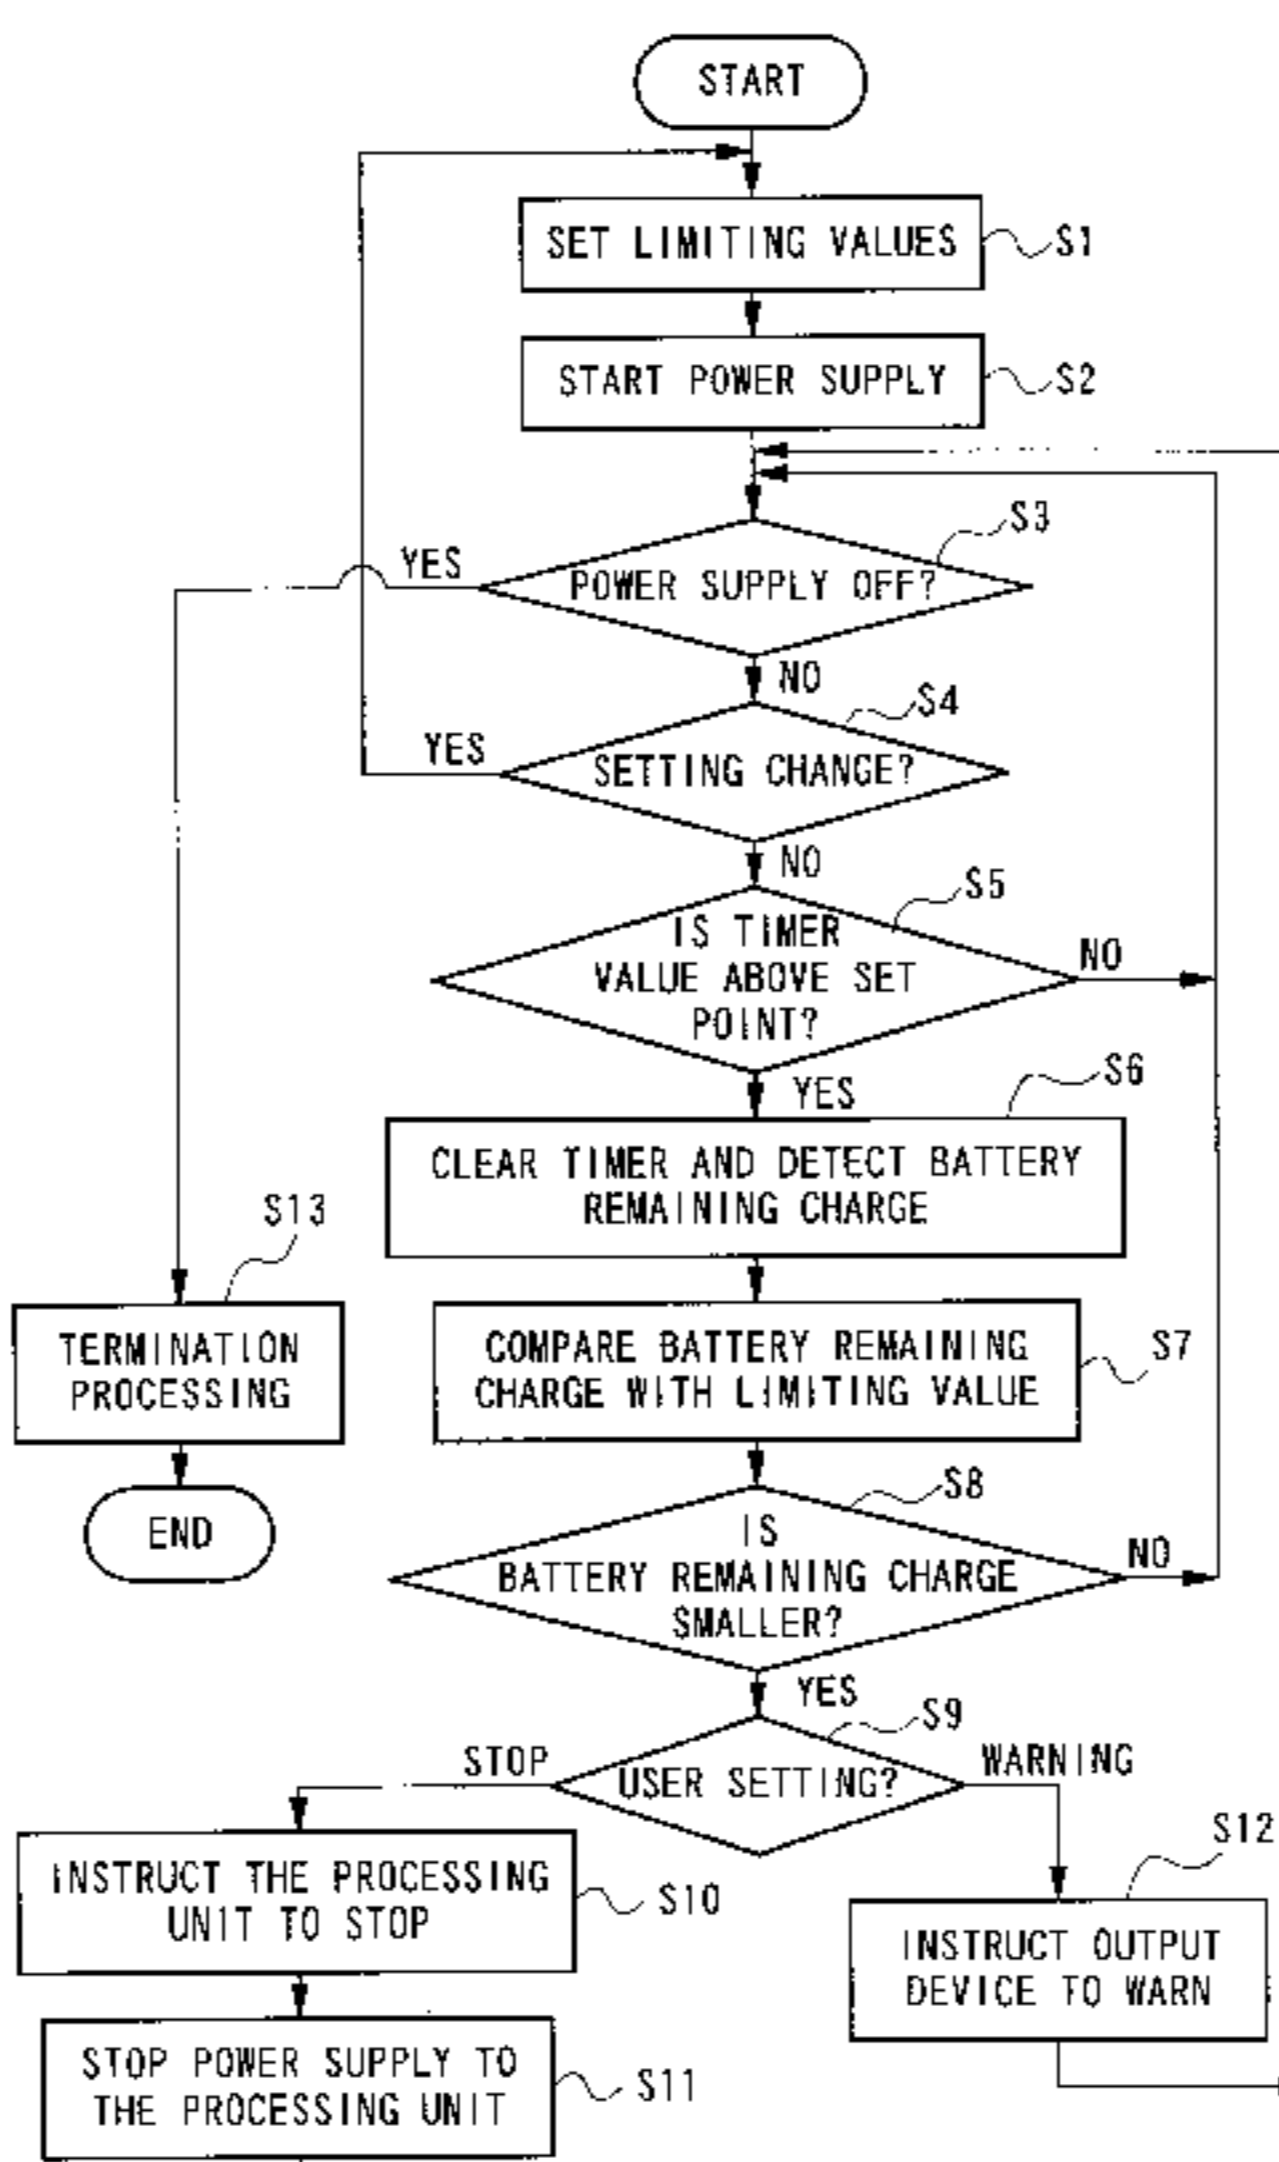 START
SET LIMITING VALUES
S1
START POWER SUPPLY
S2
S3
YES
POWER SUPPLY OFF?
NO
S4
YES
SETTING CHANGE?
NO
S5
IS TIMER
VALUE ABOVE SET
POINT?
NO
YES
S6
CLEAR TIMER AND DETECT BATTERY
REMAINING CHARGE
S13
TERMINATION
PROCESSING
COMPARE BATTERY REMAINING
CHARGE WITH LIMITING VALUE
S7
END
S8
IS
BATTERY REMAINING CHARGE
SMALLER?
NO
YES
S9
STOP
USER SETTING?
WARNING
S12
INSTRUCT THE PROCESSING
UNIT TO STOP
S10
INSTRUCT OUTPUT
DEVICE TO WARN
STOP POWER SUPPLY TO
THE PROCESSING UNIT
S11